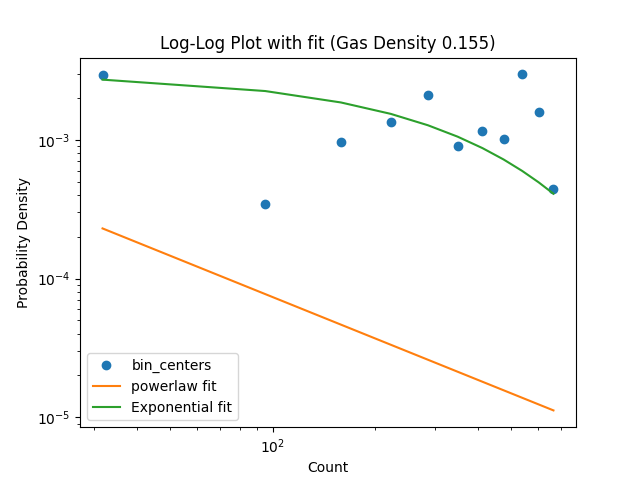 Log-Log Plot with fit (Gas Density 0.155)
Probability Density
10⁻³
10⁻⁴
10⁻⁵
bin_centers
powerlaw fit
Exponential fit
10²
Count